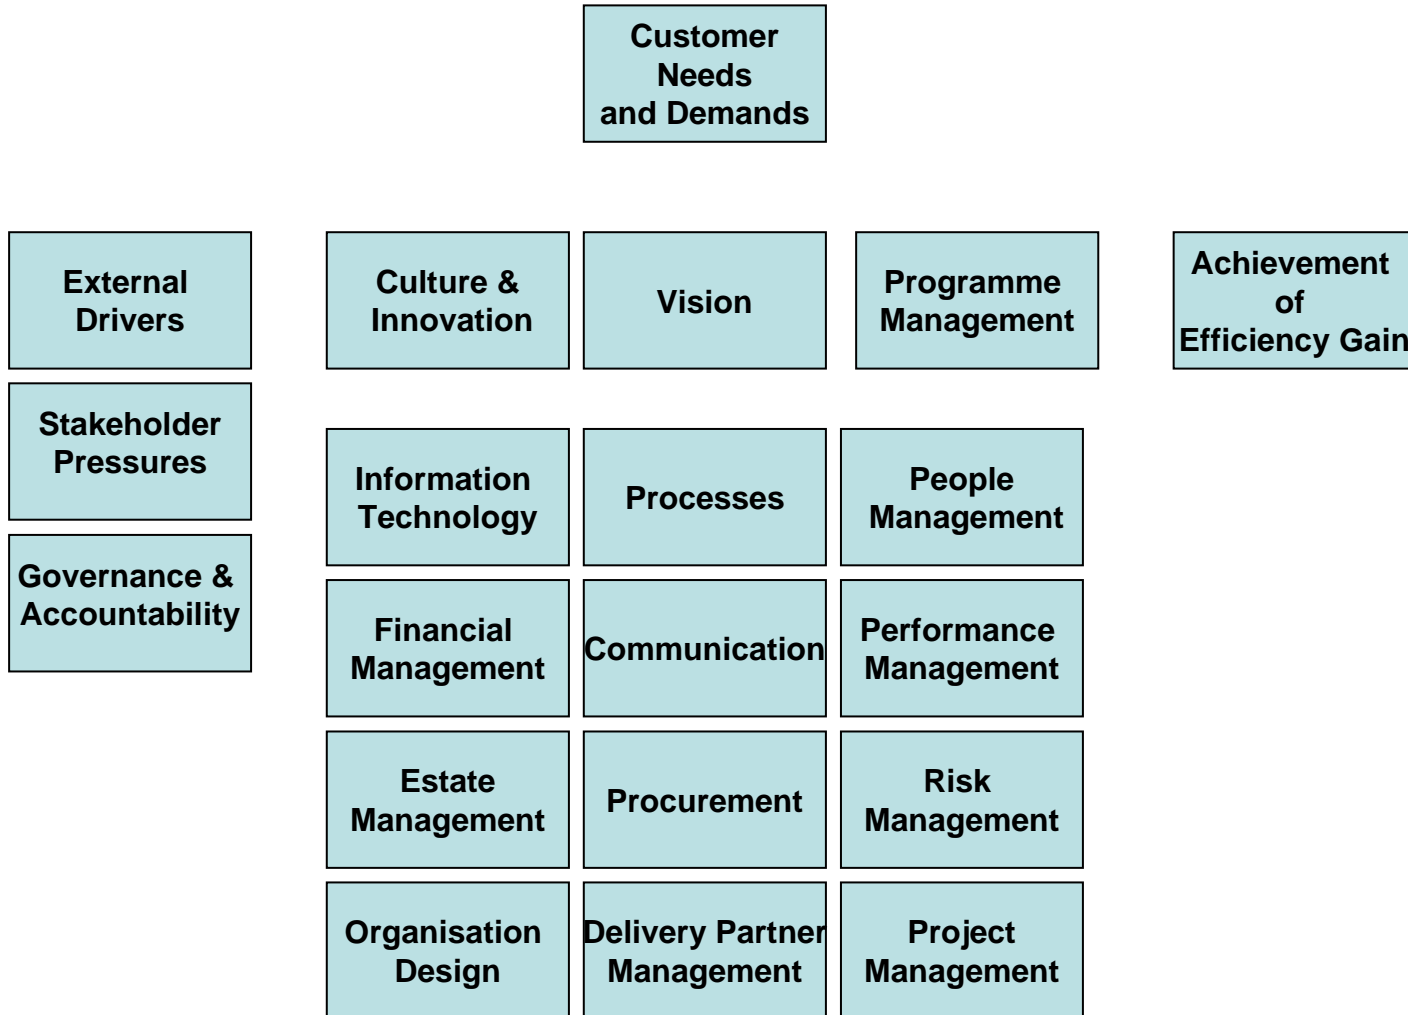 Customer
Needs
and Demands
External
Drivers
Culture &
Innovation
Vision
Programme
Management
Achievement
of
Efficiency Gain
Stakeholder
Pressures
Information
Technology
Processes
People
Management
Governance &
Accountability
Financial
Management
Communication
Performance
Management
Estate
Management
Procurement
Risk
Management
Organisation
Design
Delivery Partner
Management
Project
Management